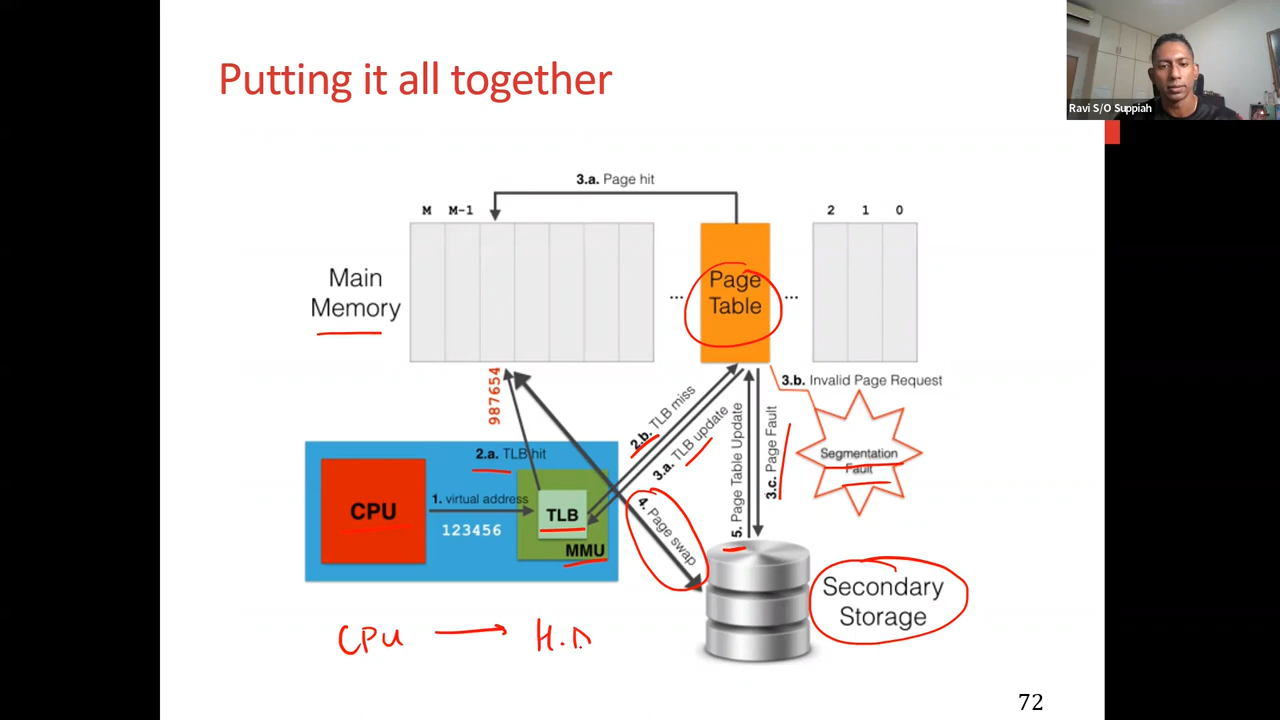 Ravi S/O Suppiah
Putting it all together
3.a. Page hit
M M-1
2 1 0
Main
Memory
...
Page
Table
...
3.b. Invalid Page Request
987654
2.b. TLB miss
3.a. TLB update
5. Page Table Update
3.c. Page Fault
Segmentation
Fault
2.a. TLB hit
CPU
1. virtual address
123456
TLB
MMU
4. Page swap
Secondary
Storage
CPU → H.D
72